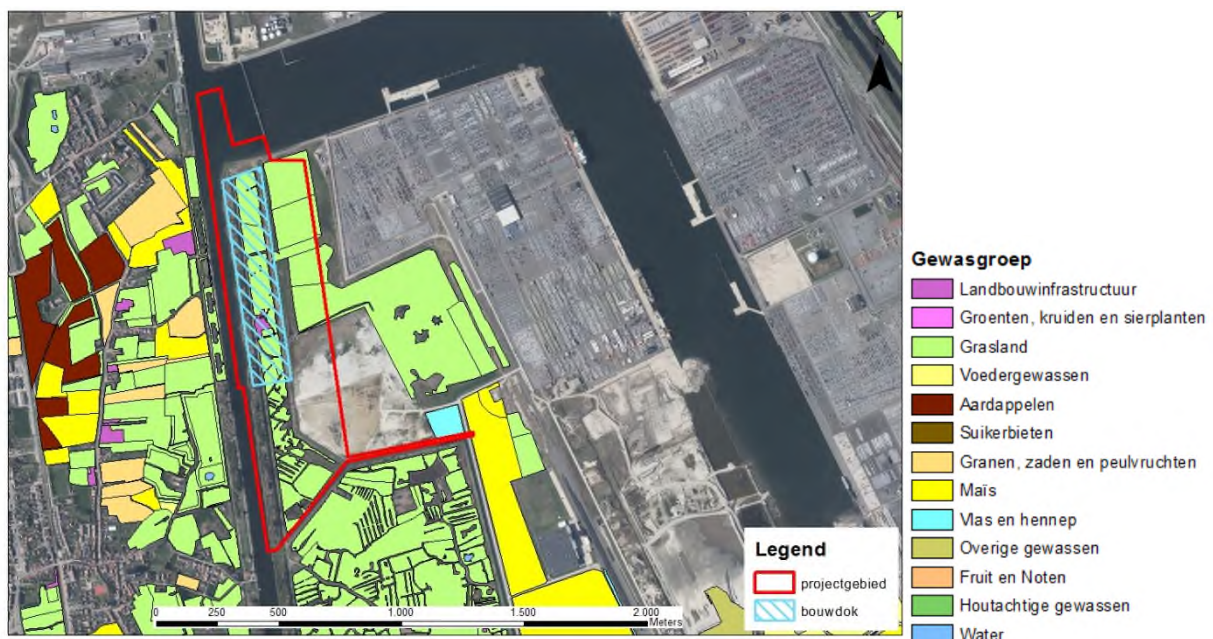 Gewasgroep
Landbouwinfrastructuur
Groenten, kruiden en sierplanten
Grasland
Voedergewassen
Aardappelen
Suikerbieten
Granen, zaden en peulvruchten
Maïs
Vlas en hennep
Overige gewassen
Fruit en Noten
Houtachtige gewassen
Water
Legend
projectgebied
bouwdok
0 250 500 1.000 1.500 2.000
Meters